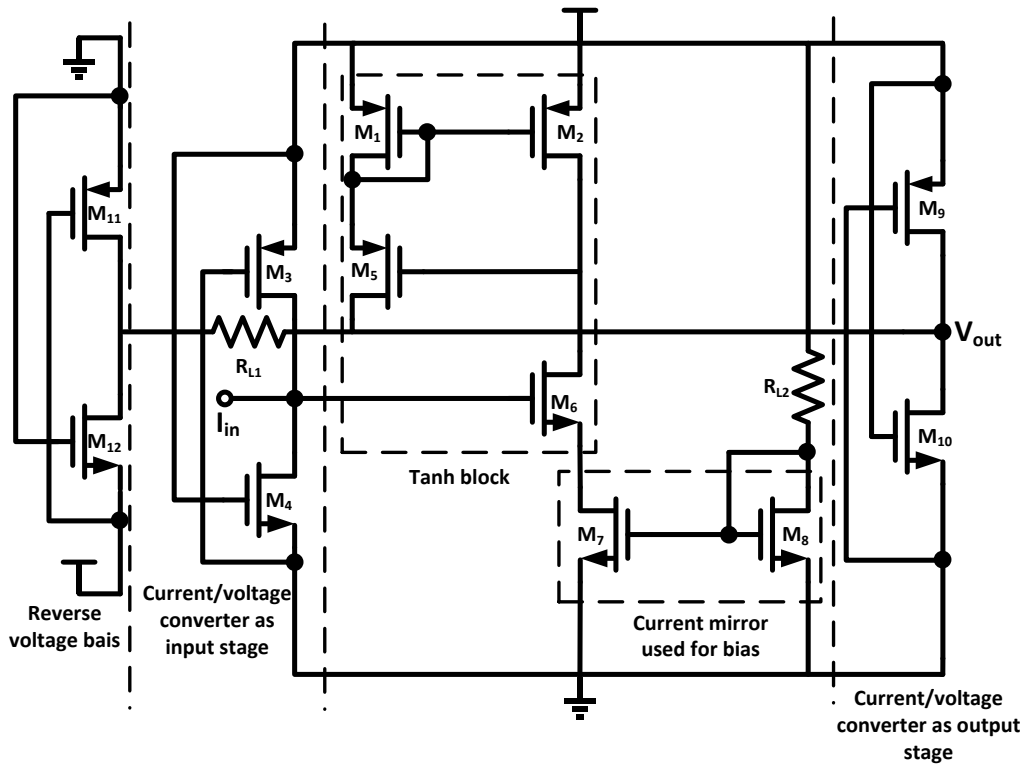 M1
M2
M11
M9
M3
M5
Vout
RL1
RL2
M6
Iin
M12
M10
Tanh block
M4
M7
M8
Reverse
voltage bais
Current/voltage
converter as
input stage
Current mirror
used for bias
Current/voltage
converter as output
stage